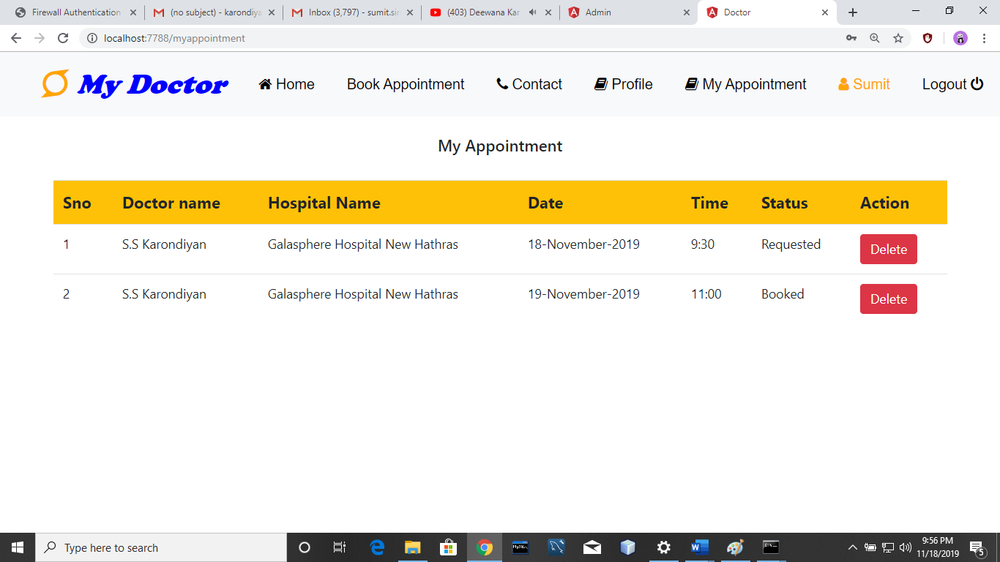 Firewall Authentication
(no subject) - karondiya
Inbox (3,797) - sumit.sin
(403) Deewana Kar
Admin
Doctor
localhost:7788/myappointment
My Doctor
Home
Book Appointment
Contact
Profile
My Appointment
Sumit
Logout
My Appointment
Sno Doctor name Hospital Name Date Time Status Action
1 S.S Karondiyan Galasphere Hospital New Hathras 18-November-2019 9:30 Requested Delete
2 S.S Karondiyan Galasphere Hospital New Hathras 19-November-2019 11:00 Booked Delete
Type here to search
MySQL
9:56 PM
11/18/2019
5